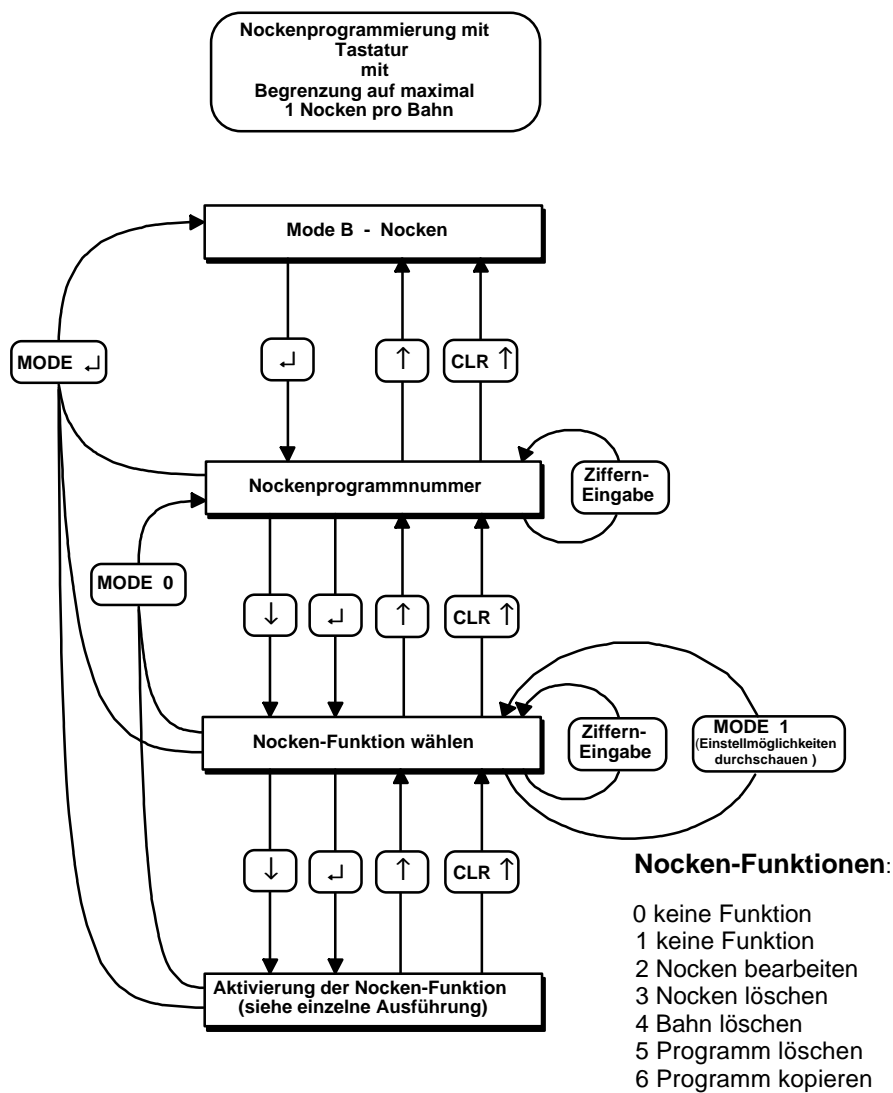 Nockenprogrammierung mit
Tastatur
mit
Begrenzung auf maximal
1 Nocken pro Bahn
Mode B - Nocken
MODE ↵
↵
↑
CLR ↑
Nockenprogrammnummer
Ziffern-
Eingabe
MODE 0
↓
↵
↑
CLR ↑
Nocken-Funktion wählen
Ziffern-
Eingabe
MODE 1
(Einstellmöglichkeiten
durchschauen )
↓
↵
↑
CLR ↑
Aktivierung der Nocken-Funktion
(siehe einzelne Ausführung)
Nocken-Funktionen:
0 keine Funktion
1 keine Funktion
2 Nocken bearbeiten
3 Nocken löschen
4 Bahn löschen
5 Programm löschen
6 Programm kopieren